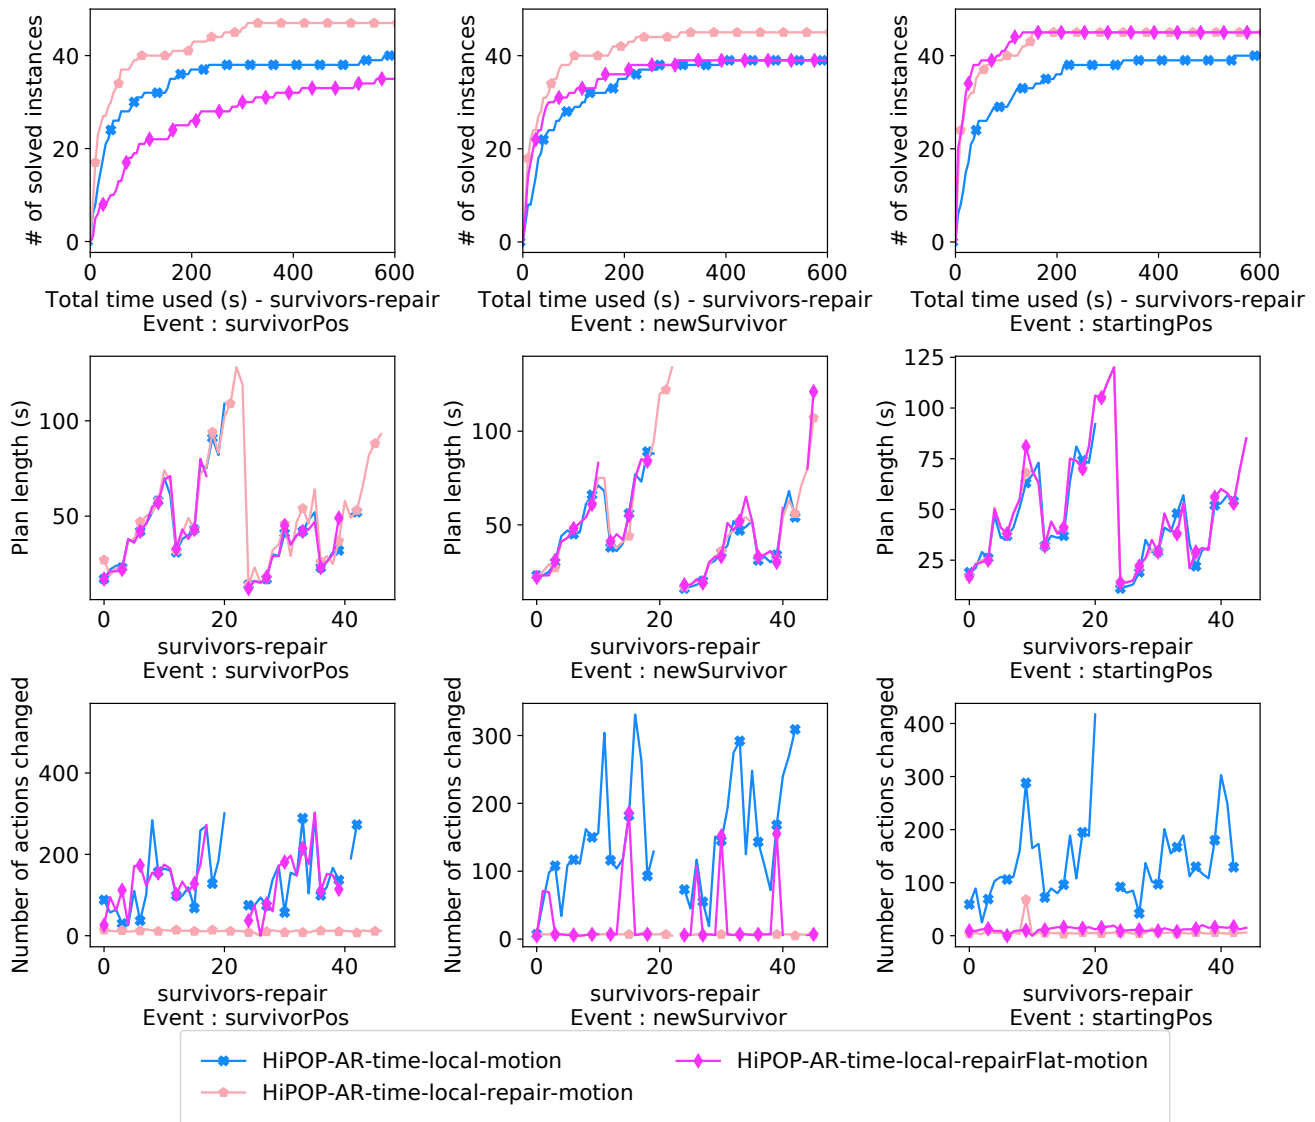 # of solved instances
40
20
0
0 200 400 600
Total time used (s) - survivors-repair
Event : survivorPos
# of solved instances
40
20
0
0 200 400 600
Total time used (s) - survivors-repair
Event : newSurvivor
# of solved instances
40
20
0
0 200 400 600
Total time used (s) - survivors-repair
Event : startingPos
Plan length (s)
100
50
0 20 40
survivors-repair
Event : survivorPos
Plan length (s)
100
50
0 20 40
survivors-repair
Event : newSurvivor
Plan length (s)
125
100
75
50
25
0 20 40
survivors-repair
Event : startingPos
Number of actions changed
400
200
0
0 20 40
survivors-repair
Event : survivorPos
Number of actions changed
300
200
100
0
0 20 40
survivors-repair
Event : newSurvivor
Number of actions changed
400
300
200
100
0
0 20 40
survivors-repair
Event : startingPos
HiPOP-AR-time-local-motion
HiPOP-AR-time-local-repair-motion
HiPOP-AR-time-local-repairFlat-motion